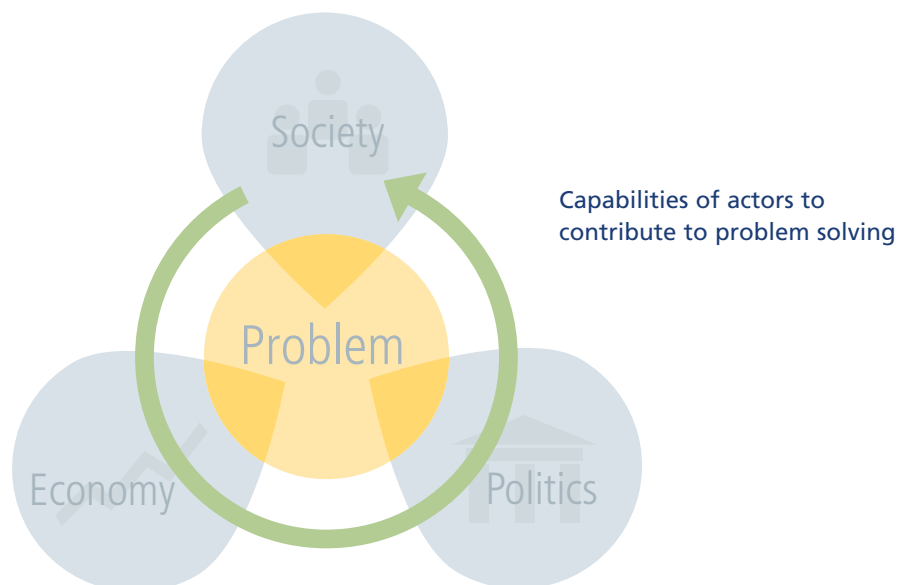 Society
Capabilities of actors to
contribute to problem solving
Problem
Economy
Politics